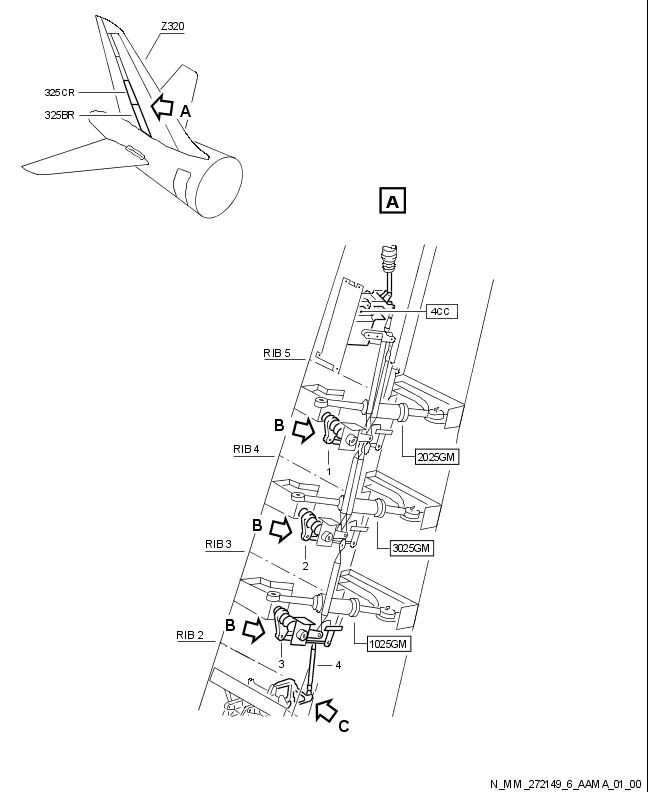 Z320
325CR
325BR
A
A
4CC
RIB 5
B
RIB 4
1
2025GM
B
RIB 3
2
3025GM
B
RIB 2
3
4
1025GM
C
N_MM_272149_6_AAMA_01_00